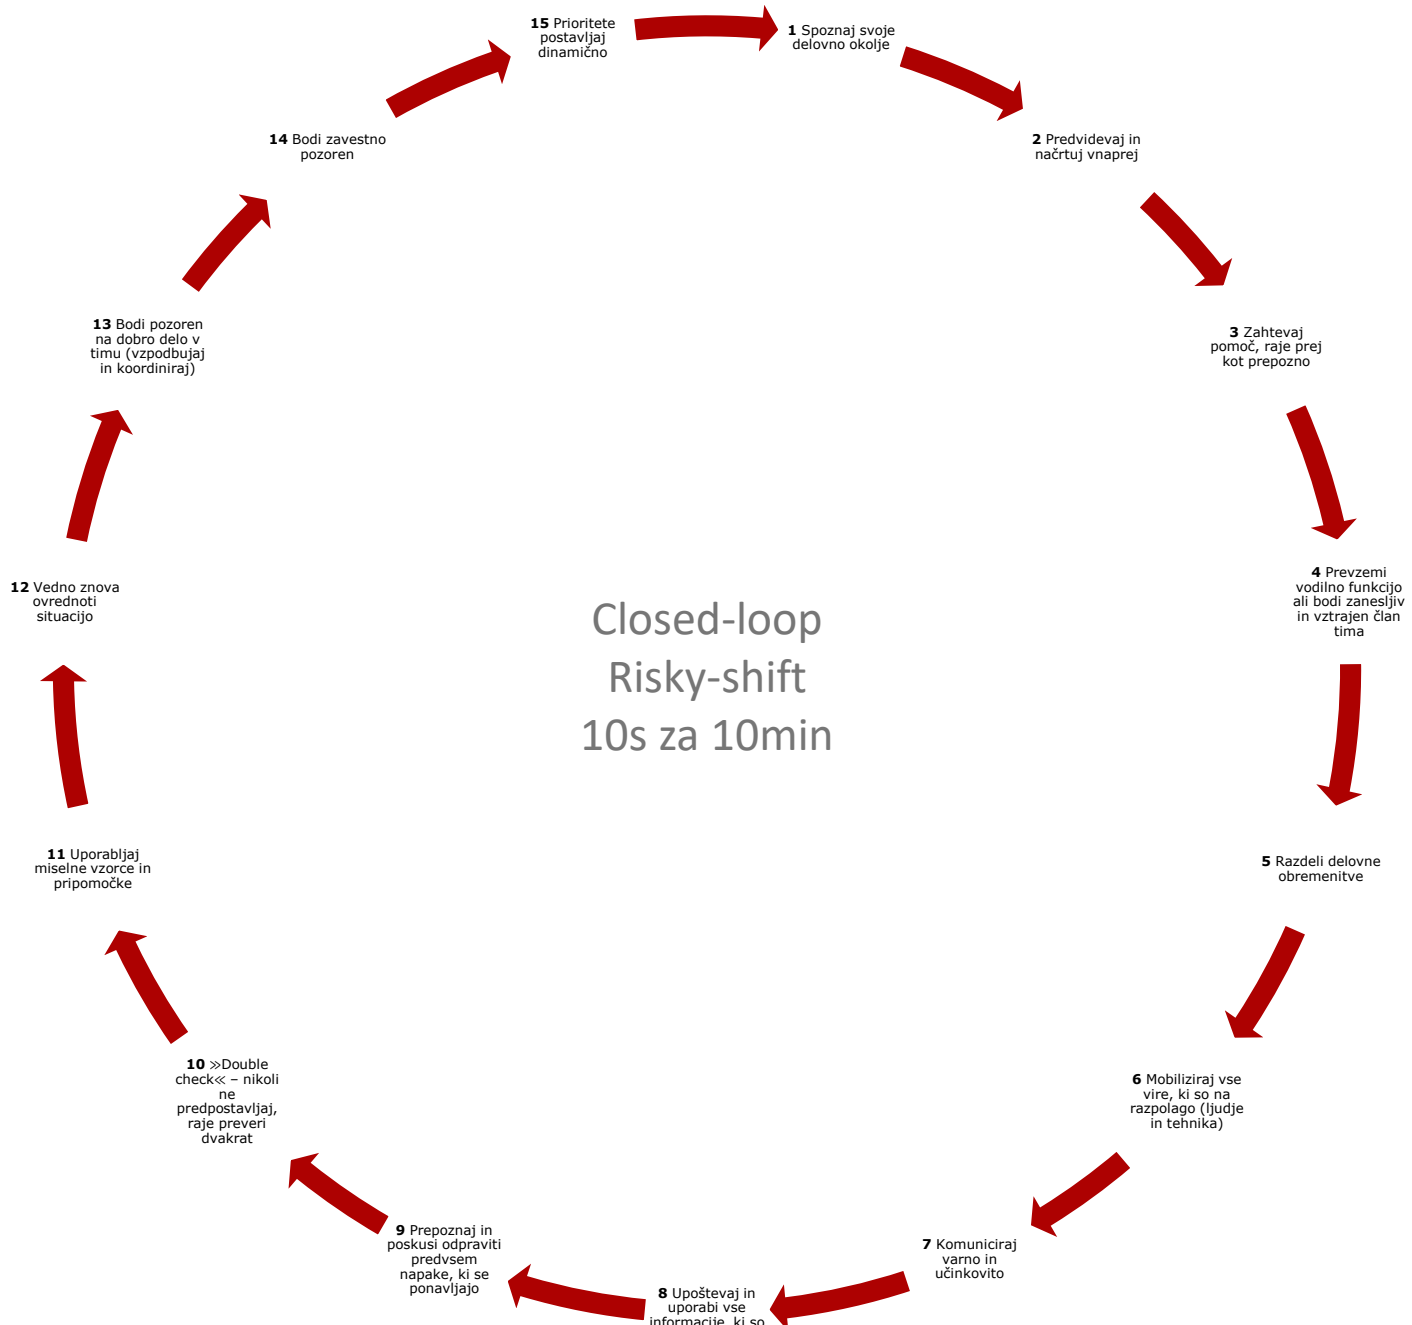 1 Spoznaj svoje
delovno okolje
2 Predvidevaj in
načrtuj vnaprej
3 Zahtevaj
pomoč, raje prej
kot prepozno
4 Prevzemi
vodilno funkcijo
ali bodi zanesljiv
in vztrajen član
tima
5 Razdeli delovne
obremenitve
6 Mobiliziraj vse
vire, ki so na
razpolago (ljudje
in tehnika)
7 Komuniciraj
varno in
učinkovito
8 Upoštevaj in
uporabi vse
informacije, ki so
9 Prepoznaj in
poskusi odpraviti
predvsem
napake, ki se
ponavljajo
10 »Double
check« – nikoli
ne
predpostavljaj,
raje preveri
dvakrat
11 Uporabljaj
miselne vzorce in
pripomočke
12 Vedno znova
ovrednoti
situacijo
13 Bodi pozoren
na dobro delo v
timu (vzpodbujaj
in koordiniraj)
14 Bodi zavestno
pozoren
15 Prioritete
postavljaj
dinamično
Closed-loop
Risky-shift
10s za 10min